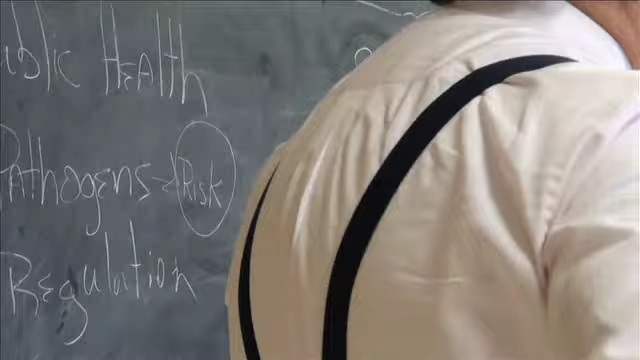 ublic HEAlth
PAthogens → Risk
REgulation